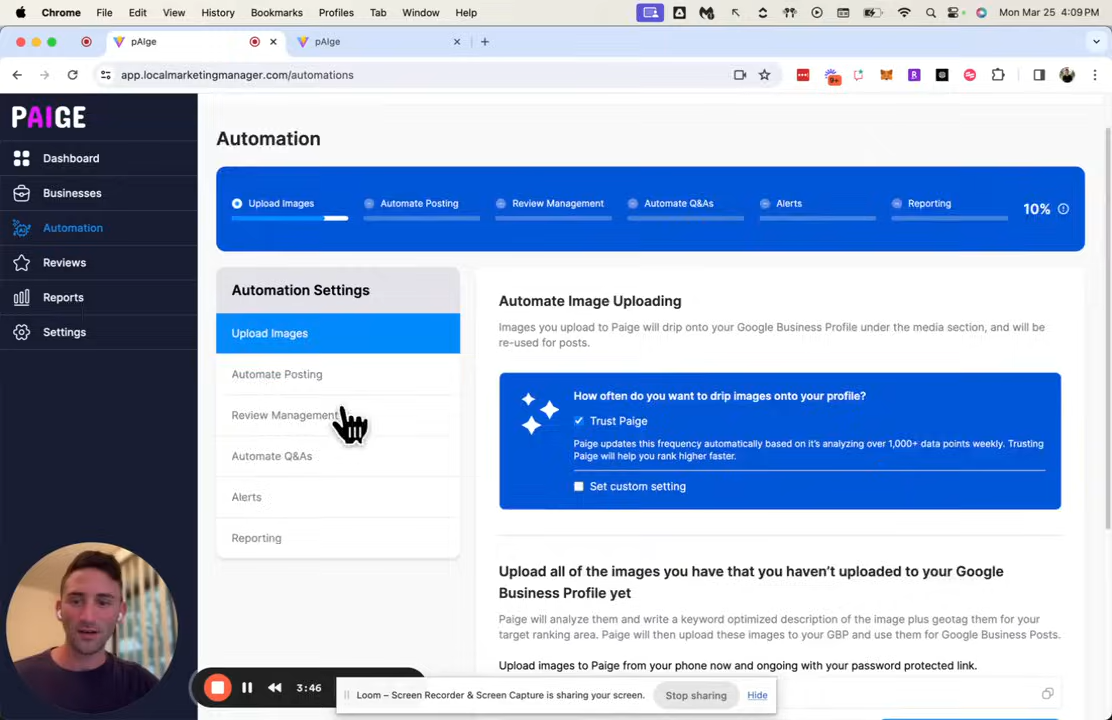 Chrome File Edit View History Bookmarks Profiles Tab Window Help Mon Mar 25 4:09 PM
pAIge pAIge
app.localmarketingmanager.com/automations
9+
PAIGE
Dashboard
Businesses
Automation
Reviews
Reports
Settings
Automation
Upload Images Automate Posting Review Management Automate Q&As Alerts Reporting 10%
Automation Settings
Upload Images
Automate Posting
Review Management
Automate Q&As
Alerts
Reporting
Automate Image Uploading
Images you upload to Paige will drip onto your Google Business Profile under the media section, and will be
re-used for posts.
How often do you want to drip images onto your profile?
Trust Paige
Paige updates this frequency automatically based on it's analyzing over 1,000+ data points weekly. Trusting
Paige will help you rank higher faster.
Set custom setting
Upload all of the images you have that you haven't uploaded to your Google
Business Profile yet
Paige will analyze them and write a keyword optimized description of the image plus geotag them for your
target ranking area. Paige will then upload these images to your GBP and use them for Google Business Posts.
Upload images to Paige from your phone now and ongoing with your password protected link.
3:46
Loom – Screen Recorder & Screen Capture is sharing your screen. Stop sharing Hide